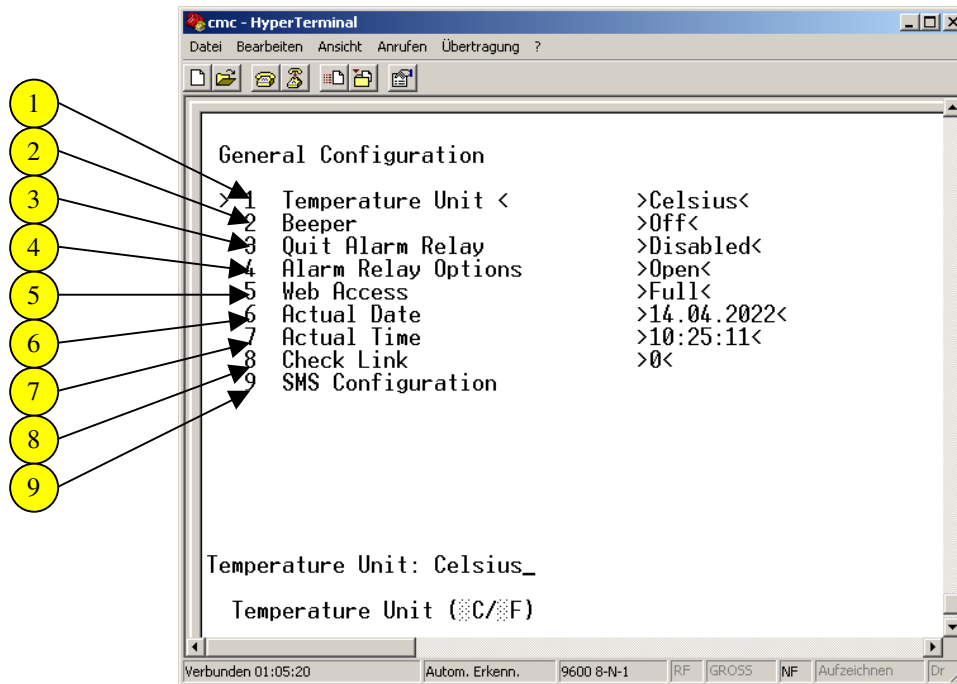 cmc - HyperTerminal
Datei Bearbeiten Ansicht Anrufen Übertragung ?
General Configuration
> 1 Temperature Unit < >Celsius<
2 Beeper >Off<
3 Quit Alarm Relay >Disabled<
4 Alarm Relay Options >Open<
5 Web Access >Full<
6 Actual Date >14.04.2022<
7 Actual Time >10:25:11<
8 Check Link >0<
9 SMS Configuration
Temperature Unit: Celsius_
Temperature Unit (░C/░F)
Verbunden 01:05:20 Autom. Erkenn. 9600 8-N-1 RF GROSS NF Aufzeichnen Dr
1
2
3
4
5
6
7
8
9